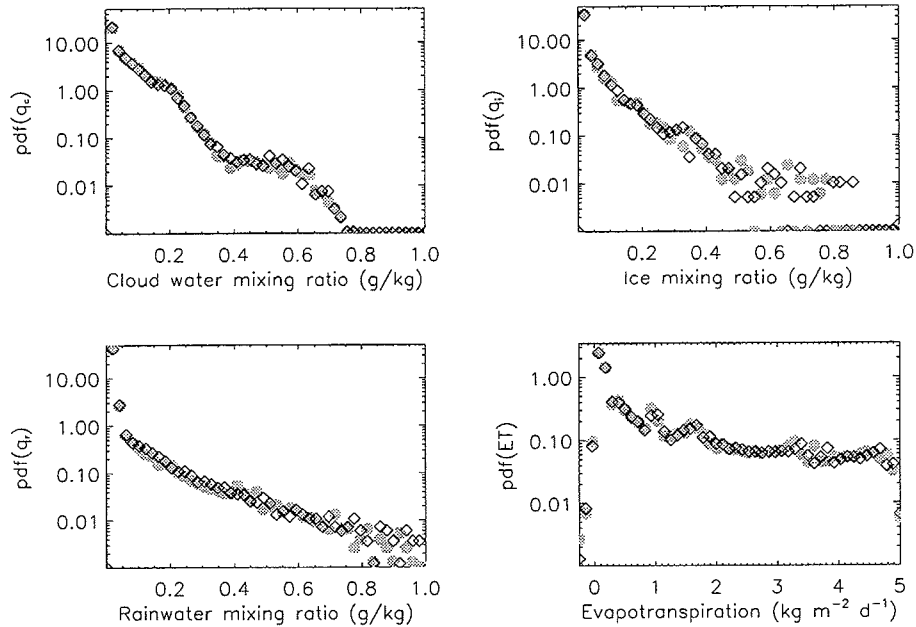 pdf(qc)
10.00
1.00
0.10
0.01
0.2 0.4 0.6 0.8 1.0
Cloud water mixing ratio (g/kg)
pdf(qi)
10.00
1.00
0.10
0.01
0.2 0.4 0.6 0.8 1.0
Ice mixing ratio (g/kg)
pdf(qr)
10.00
1.00
0.10
0.01
0.2 0.4 0.6 0.8 1.0
Rainwater mixing ratio (g/kg)
pdf(ET)
1.00
0.10
0.01
0 1 2 3 4 5
Evapotranspiration (kg m⁻² d⁻¹)